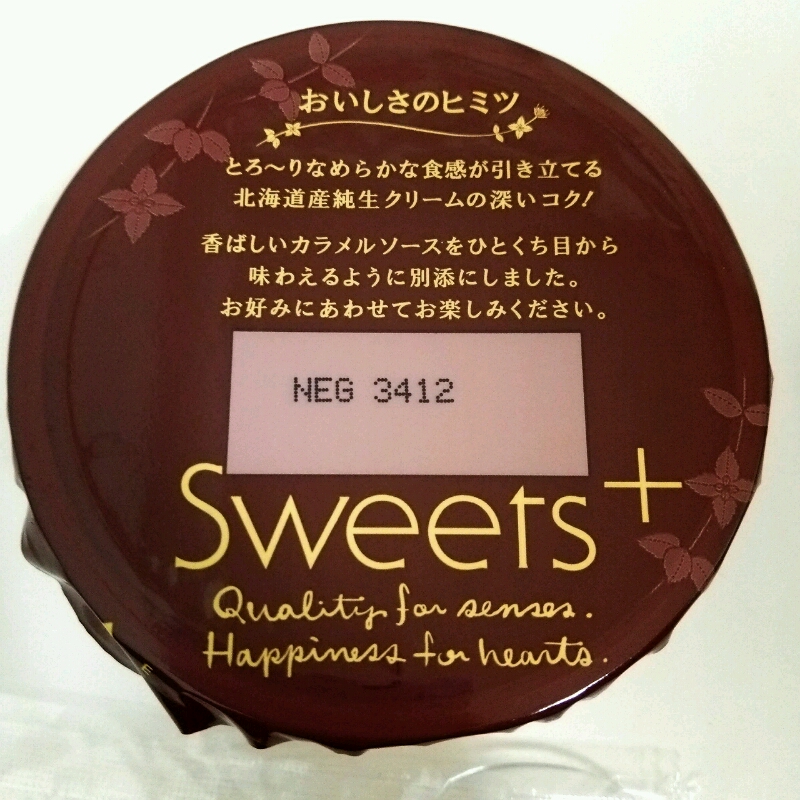 おいしさのヒミツ
とろ〜りなめらかな食感が引き立てる
北海道産純生クリームの深いコク!
香ばしいカラメルソースをひとくち目から
味わえるように別添にしました。
お好みにあわせてお楽しみください。
NEG 3412
Sweets+
Quality for senses.
Happiness for hearts.